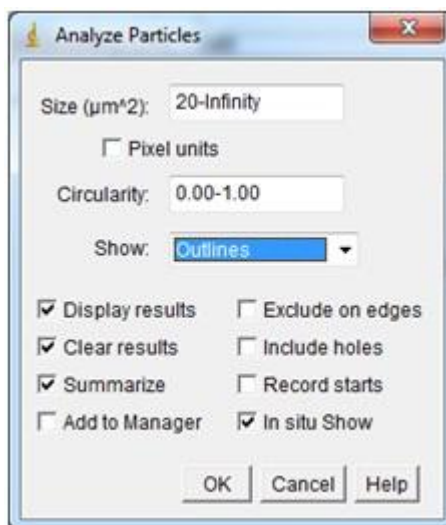 Analyze Particles
Size (µm^2): 20-Infinity
Pixel units
Circularity: 0.00-1.00
Show: Outlines
Display results Exclude on edges
Clear results Include holes
Summarize Record starts
Add to Manager In situ Show
OK Cancel Help